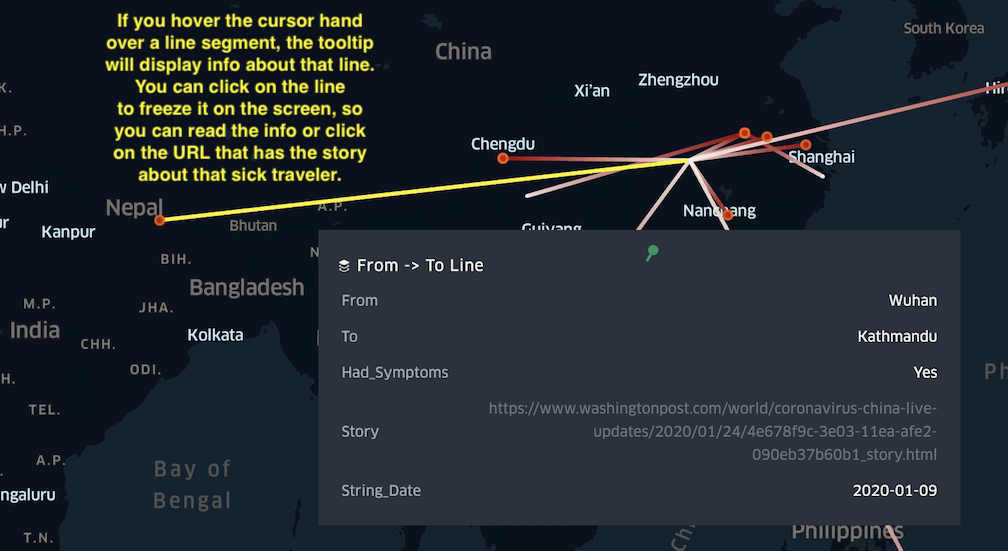 If you hover the cursor hand
over a line segment, the tooltip
will display info about that line.
You can click on the line
to freeze it on the screen, so
you can read the info or click
on the URL that has the story
about that sick traveler.
South Korea
China
Zhengzhou
Xi'an
K.
H.P.
Chengdu
Shanghai
w Delhi
Nepal
A.P.
Nanchang
ur
Kanpur
Bhutan
Guiyang
BIH.
From -> To Line
Bangladesh
From
Wuhan
M.P.
JHA.
India
Kolkata
To
Kathmandu
CHH.
ODI.
Had_Symptoms
Yes
Ph
H.
TEL.
https://www.washingtonpost.com/world/coronavirus-china-live-
Story
updates/2020/01/24/4e678f9c-3e03-11ea-afe2-
090eb37b60b1_story.html
A.P.
Bay of
Bengal
ngaluru
String_Date
2020-01-09
T.N.
Philippines